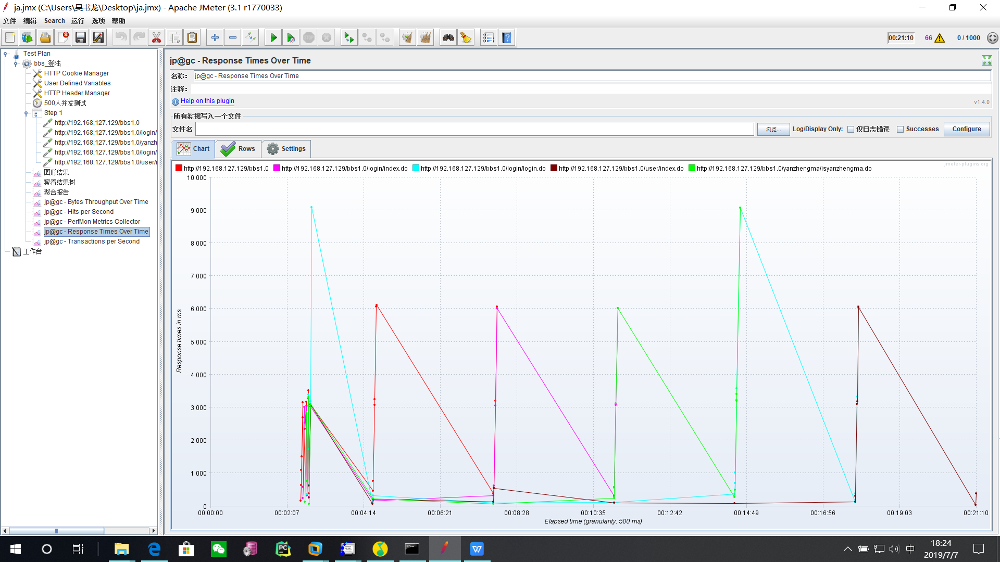 ja.jmx (C:\Users\吴书龙\Desktop\ja.jmx) - Apache JMeter (3.1 r1770033)
文件 编辑 Search 运行 选项 帮助
00:21:10 66 0 / 1000
Test Plan
bbs_登陆
HTTP Cookie Manager
User Defined Variables
HTTP Header Manager
500人并发测试
Step 1
http://192.168.127.129/bbs1.0
http://192.168.127.129/bbs1.0/login/
http://192.168.127.129/bbs1.0/yanzh
http://192.168.127.129/bbs1.0/login/
http://192.168.127.129/bbs1.0/user/i
图形结果
察看结果树
聚合报告
jp@gc - Bytes Throughput Over Time
jp@gc - Hits per Second
jp@gc - PerfMon Metrics Collector
jp@gc - Response Times Over Time
jp@gc - Transactions per Second
工作台
jp@gc - Response Times Over Time
名称： jp@gc - Response Times Over Time
注释：
Help on this plugin v1.4.0
所有数据写入一个文件
文件名 浏览... Log/Display Only: 仅日志错误 Successes Configure
Chart Rows Settings
http://192.168.127.129/bbs1.0 http://192.168.127.129/bbs1.0/login/index.do http://192.168.127.129/bbs1.0/login/login.do http://192.168.127.129/bbs1.0/user/index.do http://192.168.127.129/bbs1.0/yanzhengma/isyanzhengma.do
jmeter-plugins.org
10 000
9 000
8 000
7 000
6 000
5 000
4 000
3 000
2 000
1 000
0
Response times in ms
00:00:00 00:02:07 00:04:14 00:06:21 00:08:28 00:10:35 00:12:42 00:14:49 00:16:56 00:19:03 00:21:10
Elapsed time (granularity: 500 ms)
中
18:24
2019/7/7